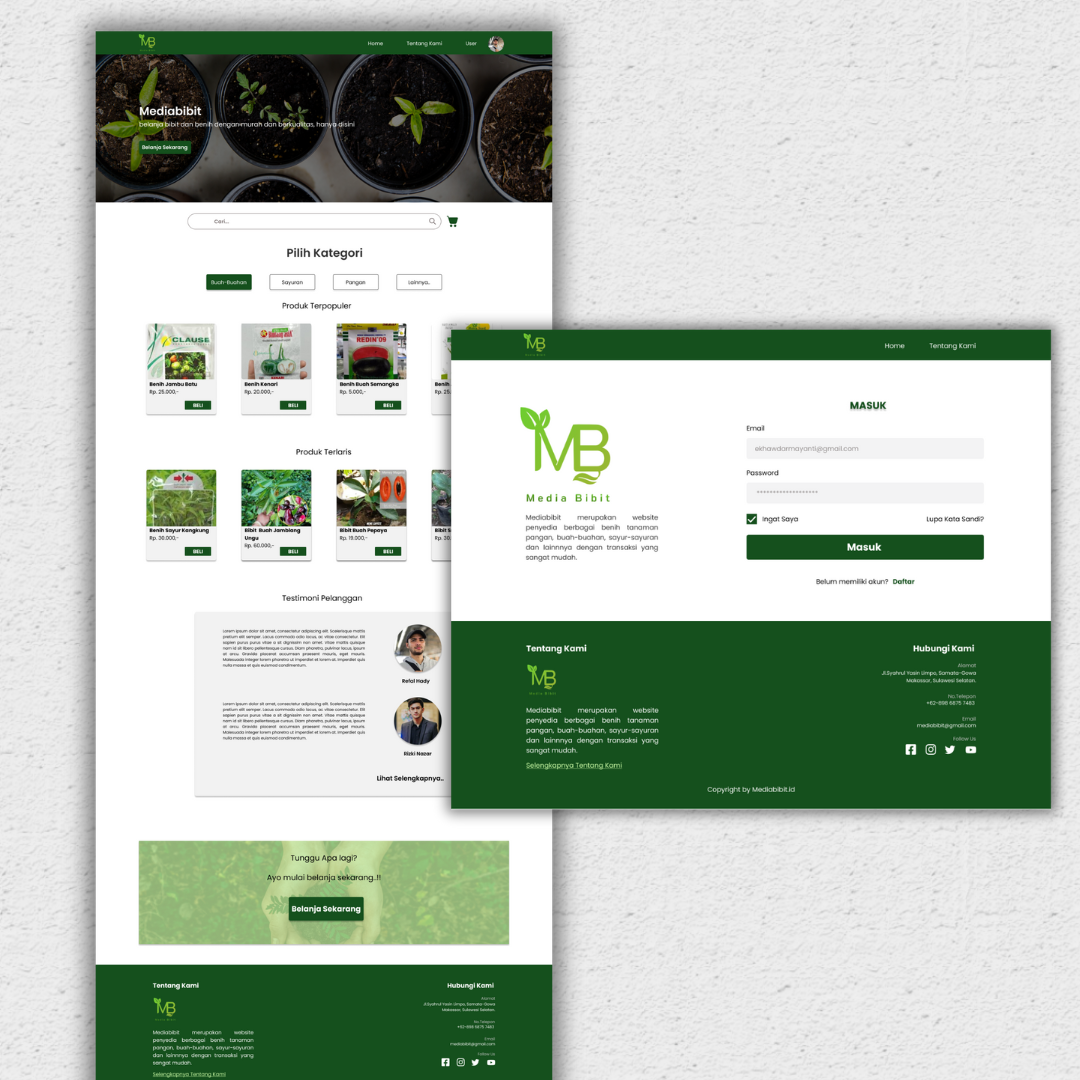 MB
Home
Tentang Kami
User
Mediabibit
belanja bibit dan benih dengan murah dan berkualitas, hanya disini
Belanja Sekarang
Cari...
Pilih Kategori
Buah-Buahan
Sayuran
Pangan
Lainnya..
Produk Terpopuler
CLAUSE
REDIN'09
Benih Jambu Batu
Rp. 25.000,-
BELI
Benih Kenari
Rp. 20.000,-
BELI
Benih Buah Semangka
Rp. 5.000,-
BELI
Benih
Rp. 25
Produk Terlaris
Benih Sayur Kangkung
Rp. 30.000,-
BELI
Bibit Buah Jamblang
Ungu
Rp. 60.000,-
BELI
Bibit Buah Pepaya
Rp. 19.000,-
BELI
Bibit S
Rp. 30
Testimoni Pelanggan
Lorem ipsum dolor sit amet, consectetur adipiscing elit. Scelerisque mattis
pretium elit semper. Lacus commodo dolor lacus, ac vitae consectetur. Elit
sapien purus purus vitae a sit dignissim non amet. Vitae mattis quisque
nam id sit libero pellentesque cursus. Diam pharetra, pulvinar lacus, ipsum
at arcu. Gravida placerat accumsan praesent mauris, eget mauris.
Malesuada integer lorem pharetra ut imperdiet at. Imperdiet quis
nulla massa et quis euismod condimentum.
Refal Hady
Lorem ipsum dolor sit amet, consectetur adipiscing elit. Scelerisque mattis
pretium elit semper. Lacus commodo dolor lacus, ac vitae consectetur. Elit
sapien purus purus vitae a sit dignissim non amet. Vitae mattis quisque
nam id sit libero pellentesque cursus. Diam pharetra, pulvinar lacus, ipsum
at arcu. Gravida placerat accumsan praesent mauris, eget mauris.
Malesuada integer lorem pharetra ut imperdiet at. Imperdiet quis
nulla massa et quis euismod condimentum.
Rizki Nazar
Lihat Selengkapnya..
Tunggu Apa lagi?
Ayo mulai belanja sekarang..!!
Belanja Sekarang
Tentang Kami
MB
Mediabibit merupakan website
penyedia berbagai benih tanaman
pangan, buah-buahan, sayur-sayuran
dan lainnnya dengan transaksi yang
sangat mudah.
Selengkapnya Tentang Kami
Hubungi Kami
Alamat
Jl.Syahrul Yasin Limpo, Samata-Gowa
Makassar, Sulawesi Selatan.
No.Telepon
+62-898 6875 7483
Email
mediabibit@gmail.com
Follow Us
MB
Home
Tentang Kami
MB
Media Bibit
Mediabibit merupakan website
penyedia berbagai benih tanaman
pangan, buah-buahan, sayur-sayuran
dan lainnnya dengan transaksi yang
sangat mudah.
MASUK
Email
ekhawdarmayanti@gmail.com
Password
*******************
Ingat Saya
Lupa Kata Sandi?
Masuk
Belum memiliki akun? Daftar
Tentang Kami
MB
Media Bibit
Mediabibit merupakan website
penyedia berbagai benih tanaman
pangan, buah-buahan, sayur-sayuran
dan lainnnya dengan transaksi yang
sangat mudah.
Selengkapnya Tentang Kami
Hubungi Kami
Alamat
Jl.Syahrul Yasin Limpo, Samata-Gowa
Makassar, Sulawesi Selatan.
No.Telepon
+62-898 6875 7483
Email
mediabibit@gmail.com
Follow Us
Copyright by Mediabibit.id